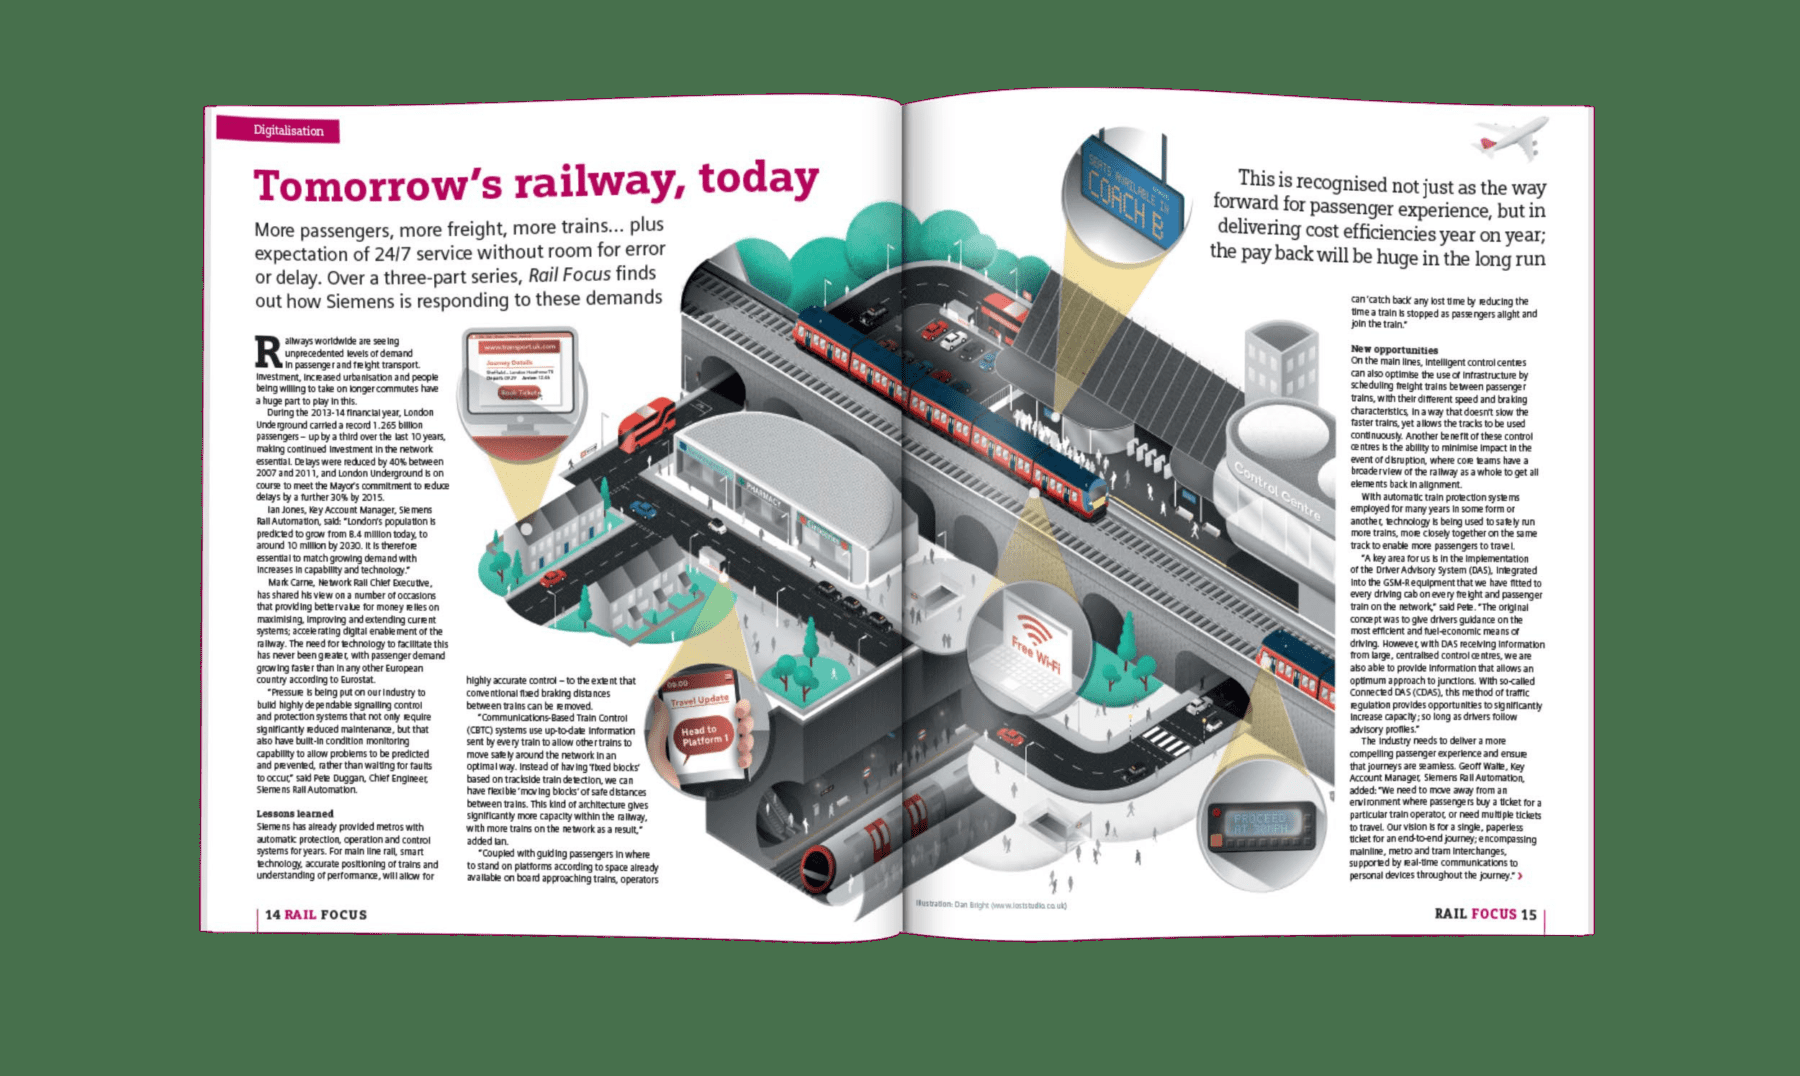 Digitalisation
Tomorrow's railway, today
More passengers, more freight, more trains... plus
expectation of 24/7 service without room for error
or delay. Over a three-part series, Rail Focus finds
out how Siemens is responding to these demands
Railways worldwide are seeing
unprecedented levels of demand
in passenger and freight transport.
Investment, increased urbanisation and people
being willing to take on longer commutes have
a huge part to play in this.
During the 2013-14 financial year, London
Underground carried a record 1.265 billion
passengers – up by a third over the last 10 years,
making continued investment in the network
essential. Delays were reduced by 40% between
2007 and 2011, and London Underground is on
course to meet the Mayor's commitment to reduce
delays by a further 30% by 2015.
Ian Jones, Key Account Manager, Siemens
Rail Automation, said: "London's population is
predicted to grow from 8.4 million today, to
around 10 million by 2030. It is therefore
essential to match growing demand with
increases in capability and technology."
Mark Carne, Network Rail Chief Executive,
has shared his view on a number of occasions
that providing better value for money relies on
maximising, improving and extending current
systems; accelerating digital enablement of the
railway. The need for technology to facilitate this
has never been greater, with passenger demand
growing faster than in any other European
country according to Eurostat.
"Pressure is being put on our industry to
build highly dependable signalling control
and protection systems that not only require
significantly reduced maintenance, but that
also have built-in condition monitoring
capability to allow problems to be predicted
and prevented, rather than waiting for faults
to occur," said Pete Duggan, Chief Engineer,
Siemens Rail Automation.
Lessons learned
Siemens has already provided metros with
automatic protection, operation and control
systems for years. For main line rail, smart
technology, accurate positioning of trains and
understanding of performance, will allow for
highly accurate control – to the extent that
conventional fixed braking distances
between trains can be removed.
"Communications-Based Train Control
(CBTC) systems use up-to-date information
sent by every train to allow other trains to
move safely around the network in an
optimal way. Instead of having 'fixed blocks'
based on trackside train detection, we can
have flexible 'moving blocks' of safe distances
between trains. This kind of architecture gives
significantly more capacity within the railway,
with more trains on the network as a result,"
added Ian.
"Coupled with guiding passengers in where
to stand on platforms according to space already
available on board approaching trains, operators
www.transport.uk.com
Journey Details
Book Tickets
PHARMACY
09:00
Travel Update
Head to
Platform 1
14 RAIL FOCUS
SEATS AVAILABLE IN
COACH E
Control Centre
Free Wi-Fi
PROCEED
AT 30MPH
Illustration: Dan Bright (www.loststudio.co.uk)
This is recognised not just as the way
forward for passenger experience, but in
delivering cost efficiencies year on year;
the pay back will be huge in the long run
can 'catch back' any lost time by reducing the
time a train is stopped as passengers alight and
join the train."
New opportunities
On the main lines, intelligent control centres
can also optimise the use of infrastructure by
scheduling freight trains between passenger
trains, with their different speed and braking
characteristics, in a way that doesn't slow the
faster trains, yet allows the tracks to be used
continuously. Another benefit of these control
centres is the ability to minimise impact in the
event of disruption, where core teams have a
broader view of the railway as a whole to get all
elements back in alignment.
With automatic train protection systems
employed for many years in some form or
another, technology is being used to safely run
more trains, more closely together on the same
track to enable more passengers to travel.
"A key area for us is in the implementation
of the Driver Advisory System (DAS), integrated
into the GSM-R equipment that we have fitted to
every driving cab on every freight and passenger
train on the network," said Pete. "The original
concept was to give drivers guidance on the
most efficient and fuel-economic means of
driving. However, with DAS receiving information
from large, centralised control centres, we are
also able to provide information that allows an
optimum approach to junctions. With so-called
Connected DAS (CDAS), this method of traffic
regulation provides opportunities to significantly
increase capacity; so long as drivers follow
advisory profiles."
The industry needs to deliver a more
compelling passenger experience and ensure
that journeys are seamless. Geoff Waite, Key
Account Manager, Siemens Rail Automation,
added: "We need to move away from an
environment where passengers buy a ticket for a
particular train operator, or need multiple tickets
to travel. Our vision is for a single, paperless
ticket for an end-to-end journey; encompassing
mainline, metro and tram interchanges,
supported by real-time communications to
personal devices throughout the journey." ›
RAIL FOCUS 15